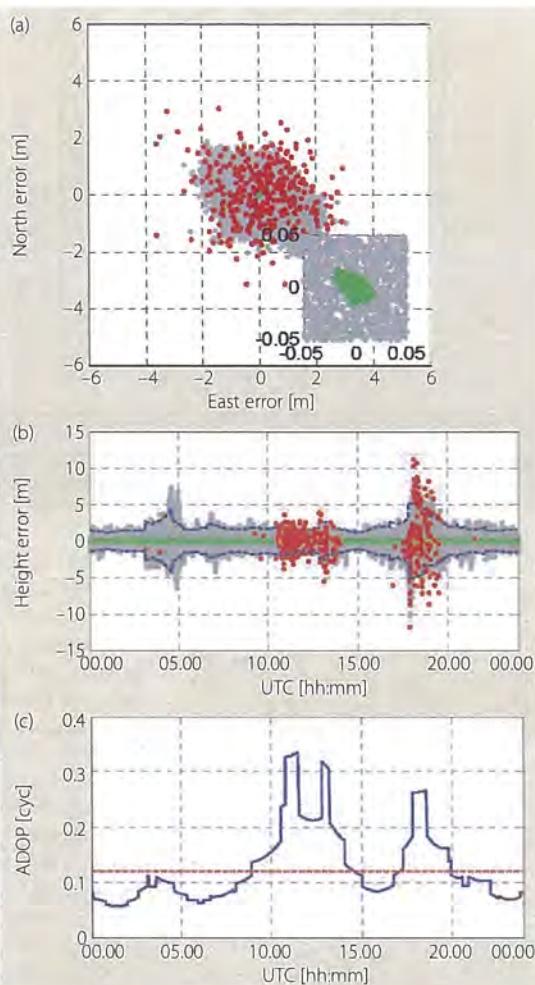 (a)
North error [m]
6
4
2
0
-2
-4
-6
0.05
0
-0.05
-0.05 0 0.05
-6 -4 -2 0 2 4 6
East error [m]
(b)
Height error [m]
15
10
5
0
-5
-10
-15
00.00 05.00 10.00 15.00 20.00 00.00
UTC [hh:mm]
(c)
ADOP [cyc]
0.4
0.3
0.2
0.1
0
00.00 05.00 10.00 15.00 20.00 00.00
UTC [hh:mm]